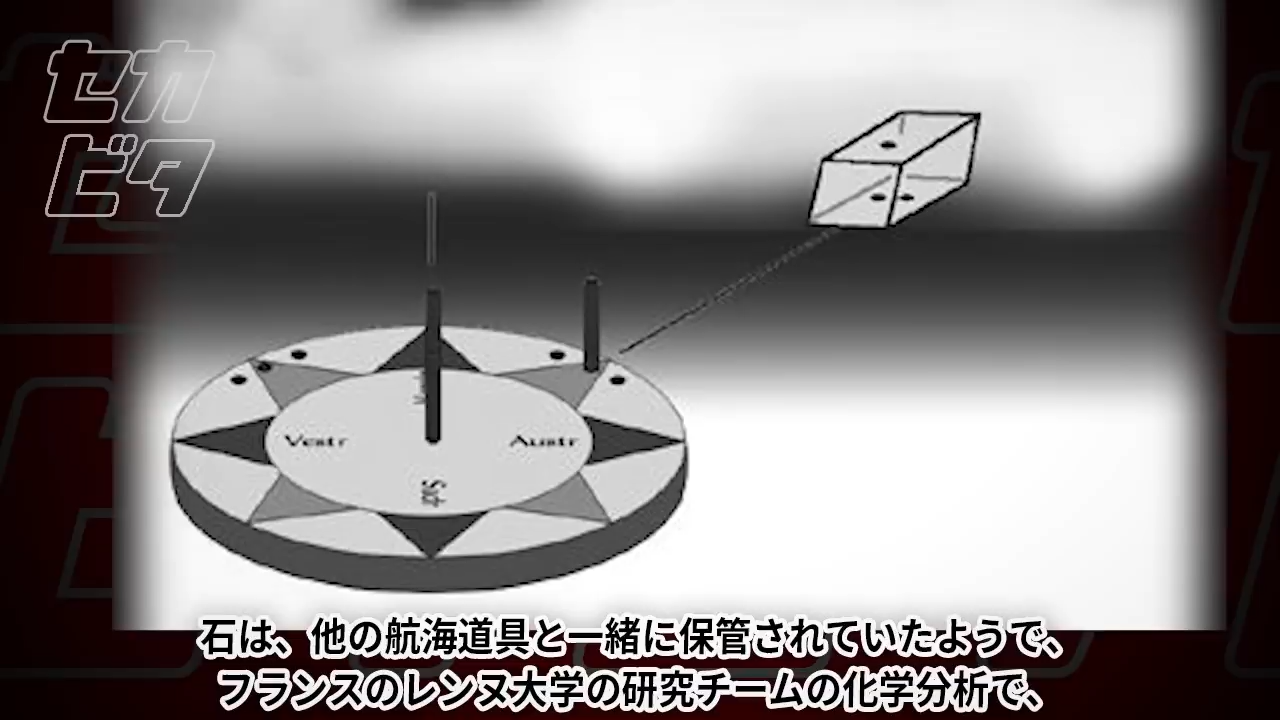 セカ
ビタ
Vestr
Austr
石は、他の航海道具と一緒に保管されていたようで、
フランスのレンヌ大学の研究チームの化学分析で、